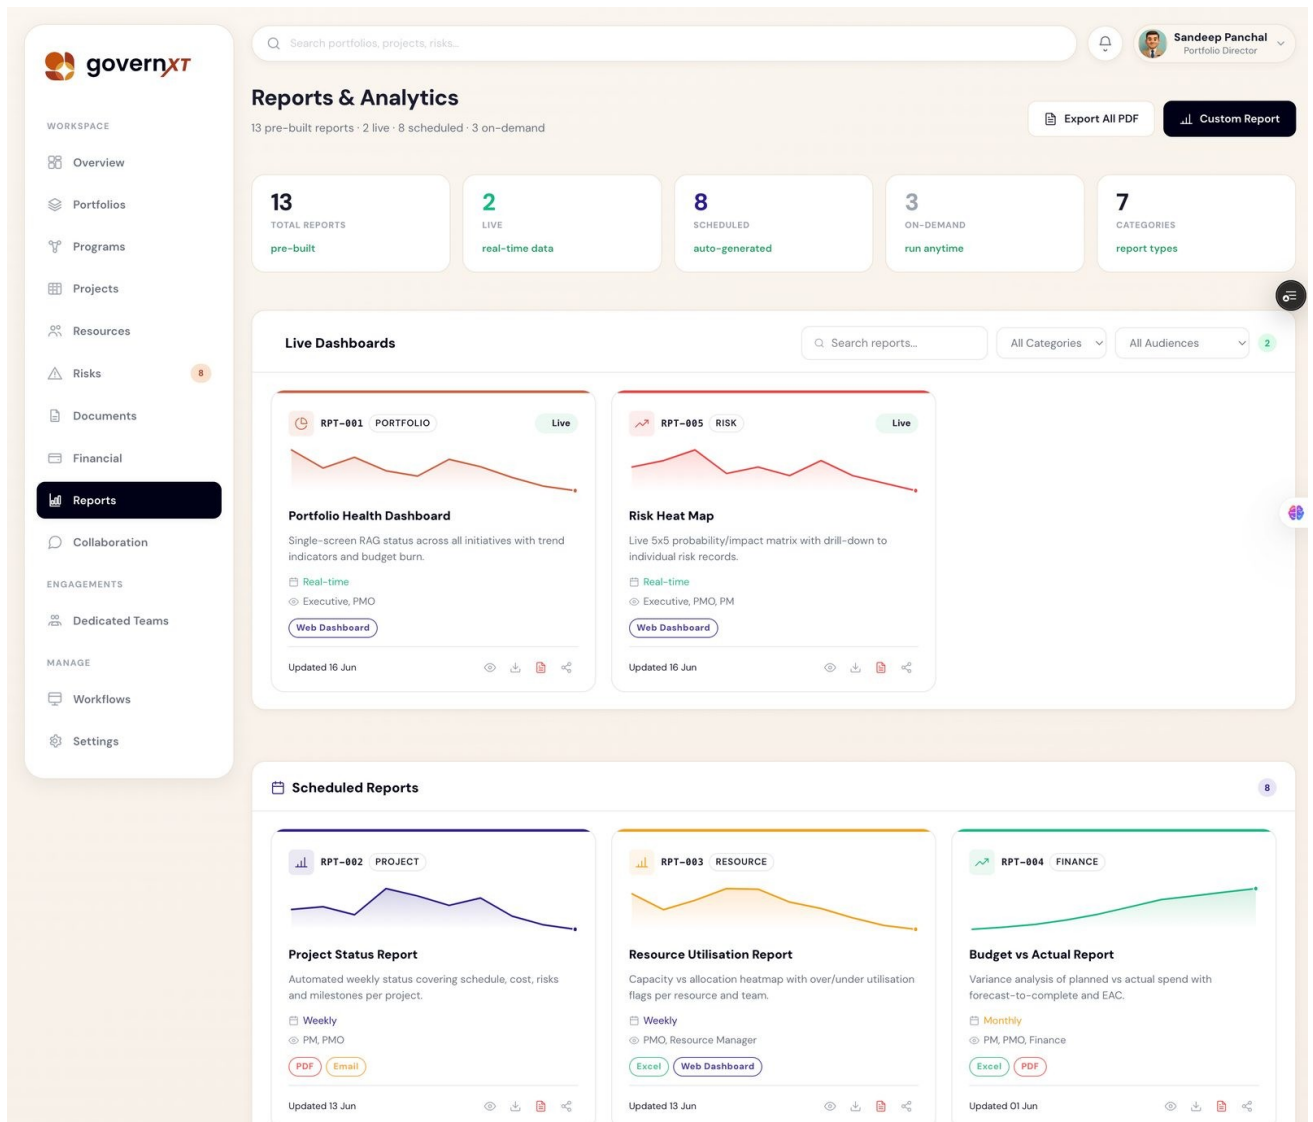 governXT
Search portfolios, projects, risks...
Sandeep Panchal
Portfolio Director
WORKSPACE
Overview
Portfolios
Programs
Projects
Resources
Risks 8
Documents
Financial
Reports
Collaboration
ENGAGEMENTS
Dedicated Teams
MANAGE
Workflows
Settings
Reports & Analytics
13 pre-built reports · 2 live · 8 scheduled · 3 on-demand
Export All PDF
Custom Report
13
TOTAL REPORTS
pre-built
2
LIVE
real-time data
8
SCHEDULED
auto-generated
3
ON-DEMAND
run anytime
7
CATEGORIES
report types
Live Dashboards
Search reports...
All Categories
All Audiences
2
RPT-001 PORTFOLIO Live
Portfolio Health Dashboard
Single-screen RAG status across all initiatives with trend
indicators and budget burn.
Real-time
Executive, PMO
Web Dashboard
Updated 16 Jun
RPT-005 RISK Live
Risk Heat Map
Live 5x5 probability/impact matrix with drill-down to
individual risk records.
Real-time
Executive, PMO, PM
Web Dashboard
Updated 16 Jun
Scheduled Reports 8
RPT-002 PROJECT
Project Status Report
Automated weekly status covering schedule, cost, risks
and milestones per project.
Weekly
PM, PMO
PDF Email
Updated 13 Jun
RPT-003 RESOURCE
Resource Utilisation Report
Capacity vs allocation heatmap with over/under utilisation
flags per resource and team.
Weekly
PMO, Resource Manager
Excel Web Dashboard
Updated 13 Jun
RPT-004 FINANCE
Budget vs Actual Report
Variance analysis of planned vs actual spend with
forecast-to-complete and EAC.
Monthly
PM, PMO, Finance
Excel PDF
Updated 01 Jun